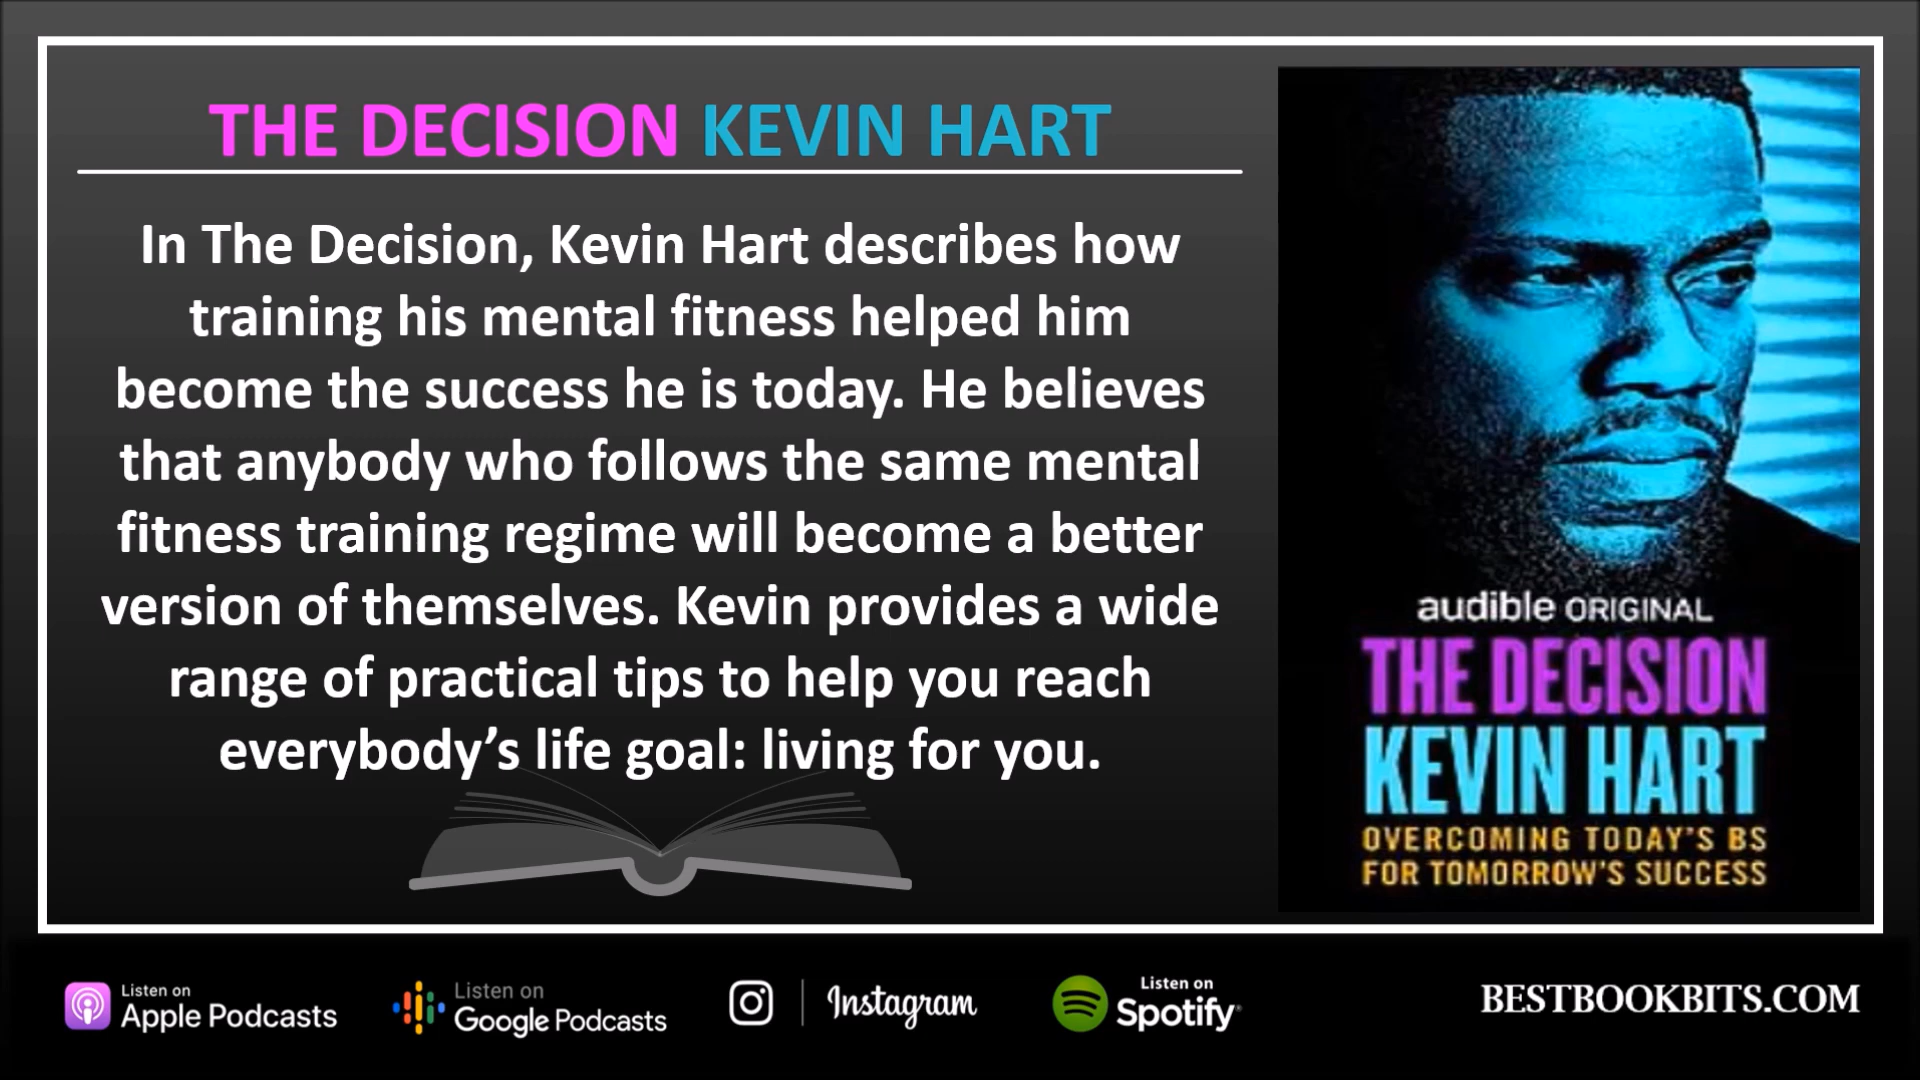 THE DECISION KEVIN HART
In The Decision, Kevin Hart describes how
training his mental fitness helped him
become the success he is today. He believes
that anybody who follows the same mental
fitness training regime will become a better
version of themselves. Kevin provides a wide
range of practical tips to help you reach
everybody’s life goal: living for you.
audible ORIGINAL
THE DECISION
KEVIN HART
OVERCOMING TODAY'S BS
FOR TOMORROW'S SUCCESS
Listen on
Apple Podcasts
Listen on
Google Podcasts
Instagram
Listen on
Spotify
BESTBOOKBITS.COM